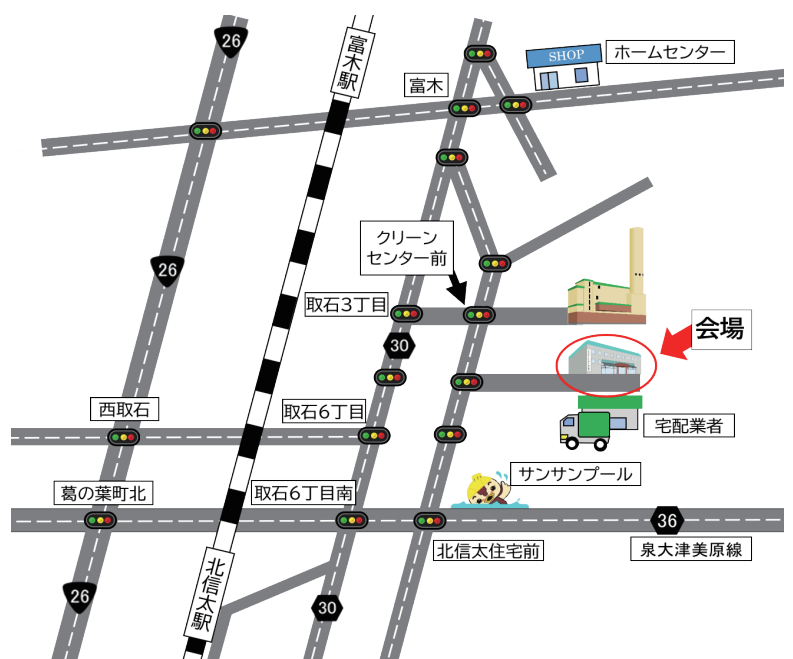 26
富木駅
SHOP
ホームセンター
富木
クリーン
センター前
26
取石3丁目
30
会場
西取石
取石6丁目
宅配業者
サンサンプール
葛の葉町北
取石6丁目南
36
北信太住宅前
泉大津美原線
北信太駅
26
30